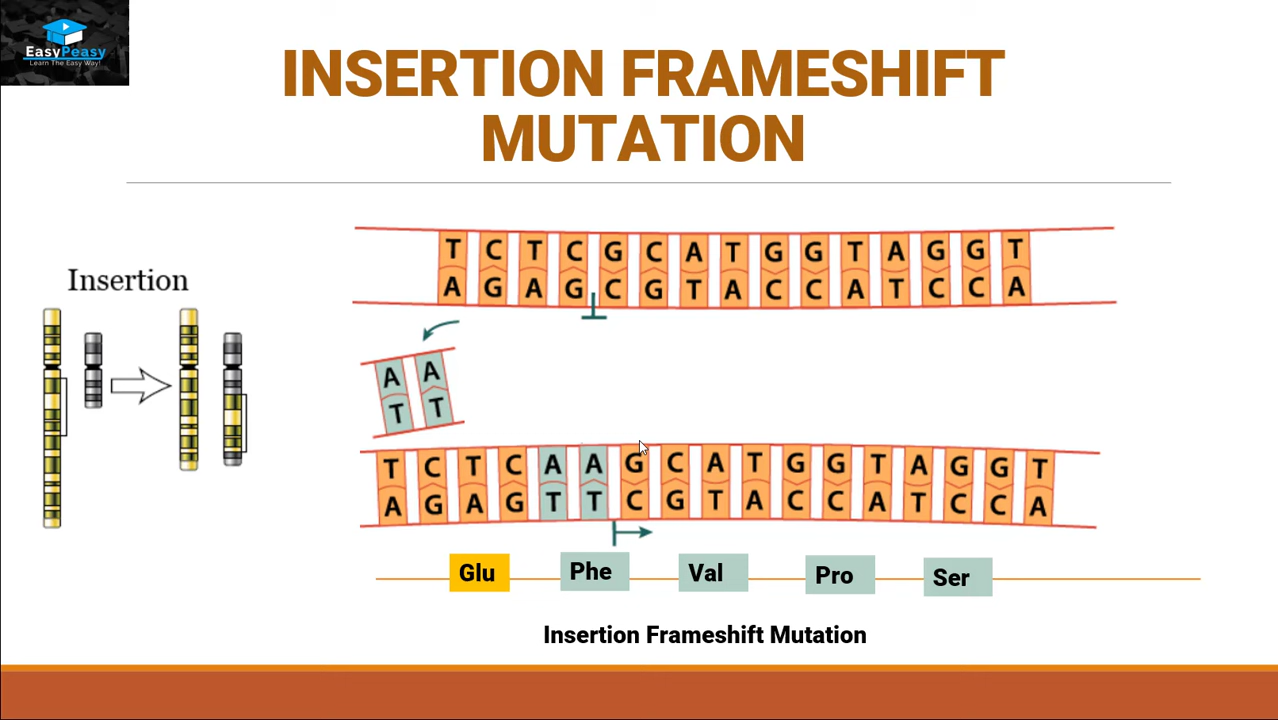 EasyPeasy
Learn The Easy Way!
INSERTION FRAMESHIFT
MUTATION
Insertion
T C T C G C A T G G T A G G T
A G A G C G T A C C A T C C A
A A
T T
T C T C A A G C A T G G T A G G T
A G A G T T C G T A C C A T C C A
Glu Phe Val Pro Ser
Insertion Frameshift Mutation